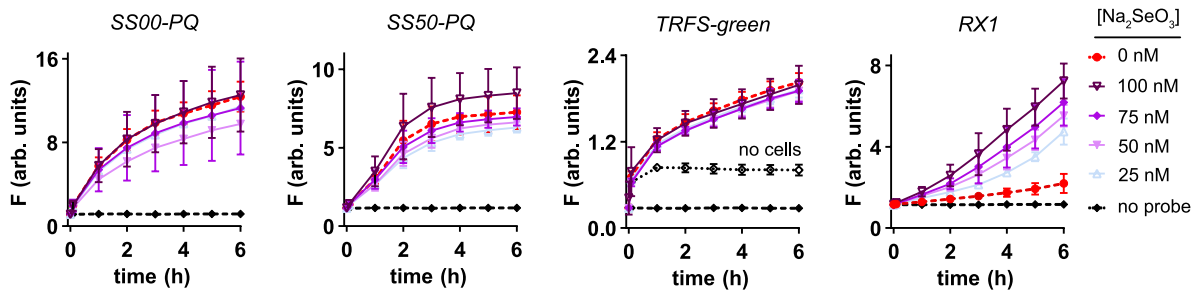 SS00-PQ
16
8
0
F (arb. units)
0 2 4 6
time (h)
SS50-PQ
10
5
0
F (arb. units)
0 2 4 6
time (h)
TRFS-green
2.4
1.2
0.0
F (arb. units)
no cells
0 2 4 6
time (h)
RX1
8
4
0
F (arb. units)
0 2 4 6
time (h)
[Na₂SeO₃]
0 nM
100 nM
75 nM
50 nM
25 nM
no probe